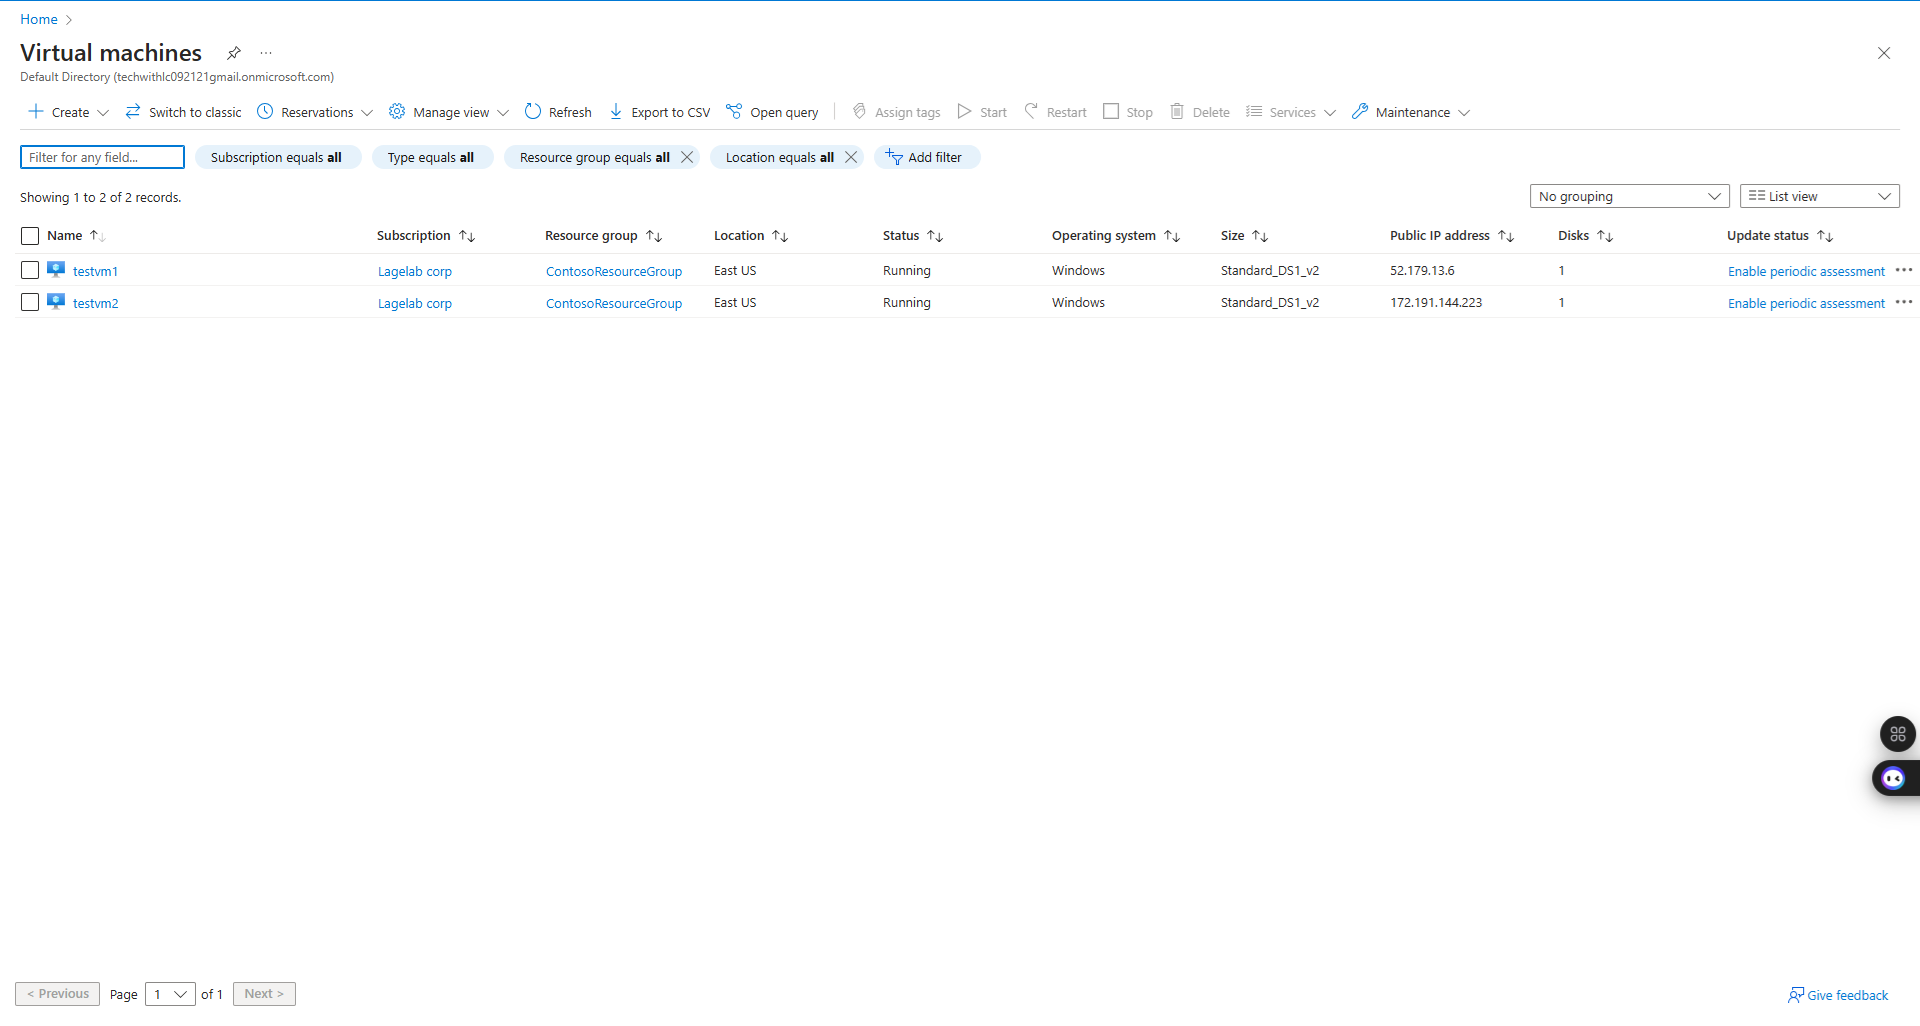 Home
Virtual machines
Default Directory (techwithlc092121gmail.onmicrosoft.com)
Create Switch to classic Reservations Manage view Refresh Export to CSV Open query Assign tags Start Restart Stop Delete Services Maintenance
Filter for any field... Subscription equals all Type equals all Resource group equals all Location equals all Add filter
Showing 1 to 2 of 2 records. No grouping List view
Name Subscription Resource group Location Status Operating system Size Public IP address Disks Update status
testvm1 Lagelab corp ContosoResourceGroup East US Running Windows Standard_DS1_v2 52.179.13.6 1 Enable periodic assessment
testvm2 Lagelab corp ContosoResourceGroup East US Running Windows Standard_DS1_v2 172.191.144.223 1 Enable periodic assessment
< Previous Page 1 of 1 Next > Give feedback